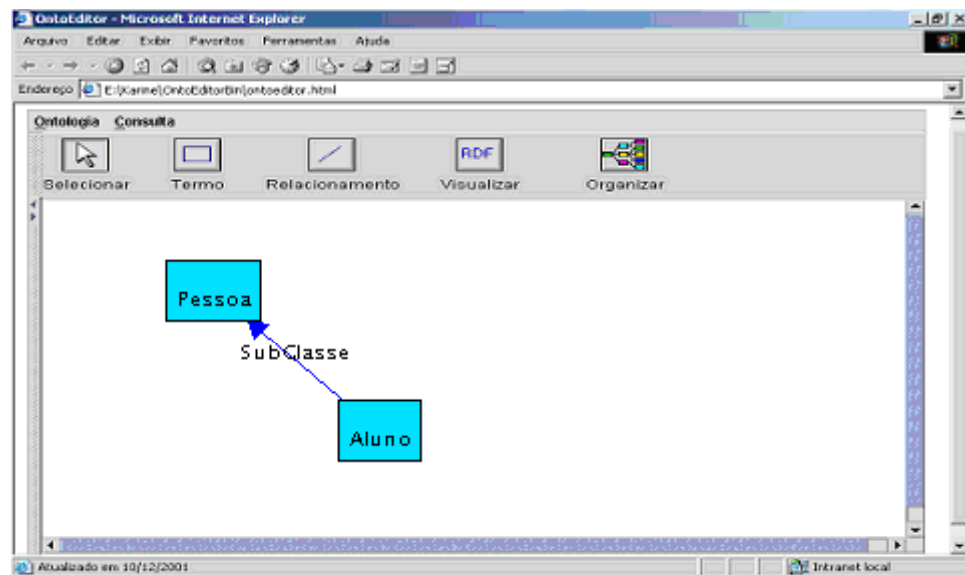 OntoEditor - Microsoft Internet Explorer
Arquivo Editar Exibir Favoritos Ferramentas Ajuda
Endereço E:\Karine\OntoEditorBin\ontoeditor.html
Ontologia Consulta
RDF
Selecionar Termo Relacionamento Visualizar Organizar
Pessoa
SubClasse
Aluno
Atualizado em 10/12/2001 Intranet local